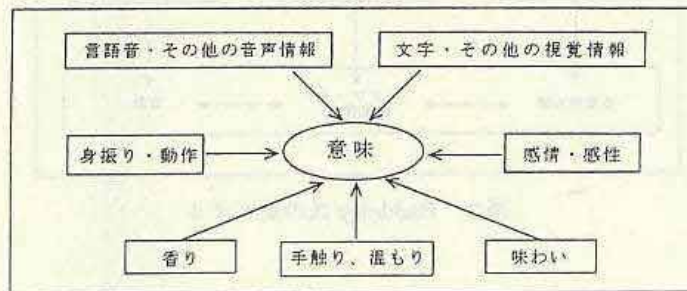 言語音・その他の音声情報
文字・その他の視覚情報
身振り・動作
意味
感情・感性
香り
手触り、温もり
味わい